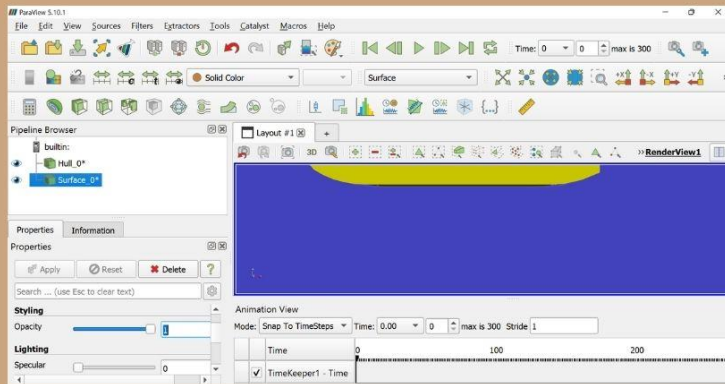 ParaView 5.10.1
File Edit View Sources Filters Extractors Tools Catalyst Macros Help
Time: 0 0 max is 300
Solid Color Surface
Pipeline Browser
Layout #1
builtin:
3D RenderView1
Hull_0*
Surface_0*
Properties Information
Properties
Apply Reset Delete ?
Search ... (use Esc to clear text)
Styling
Opacity 1
Lighting
Specular 0
Animation View
Mode: Snap To TimeSteps Time: 0.00 0 max is 300 Stride 1
Time 0 100 200
TimeKeeper1 - Time